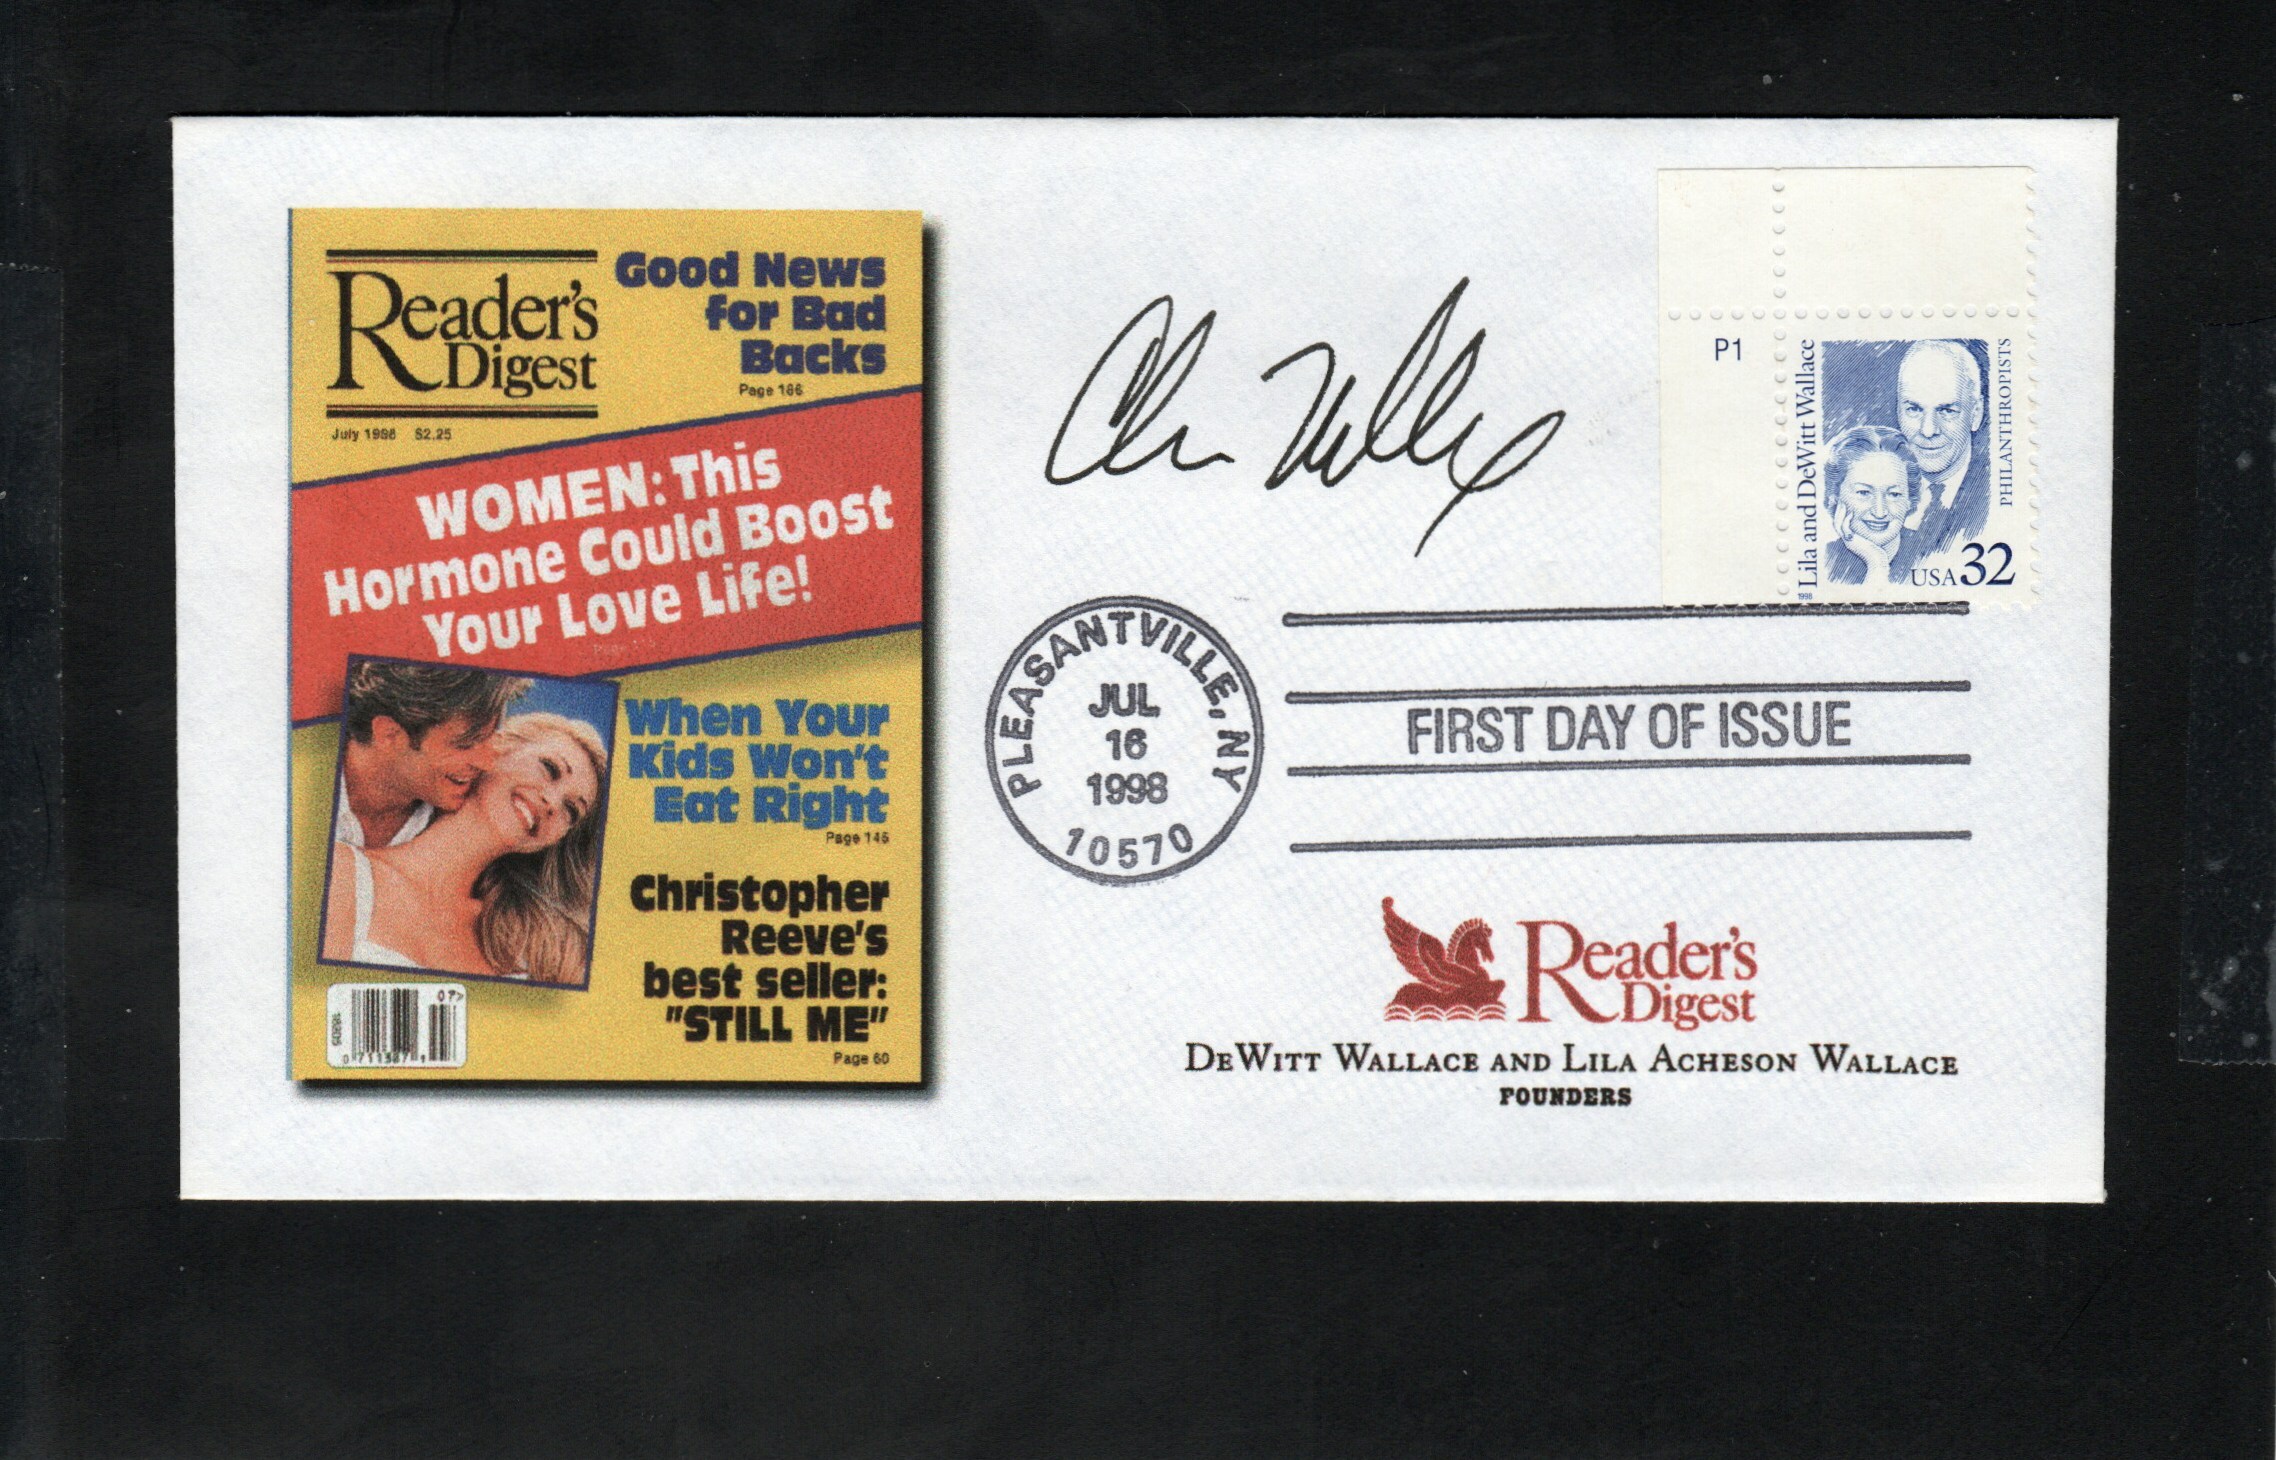 Reader's
Digest
July 1998 $2.25
Good News
for Bad
Backs
Page 186
WOMEN: This
Hormone Could Boost
Your Love Life!
When Your
Kids Won't
Eat Right
Page 145
Christopher
Reeve's
best seller:
"STILL ME"
Page 60
07>
P1
Lila and DeWitt Wallace
PHILANTHROPISTS
USA 32
1998
PLEASANTVILLE, NY
JUL
16
1998
10570
FIRST DAY OF ISSUE
Reader's
Digest
DEWITT WALLACE AND LILA ACHESON WALLACE
FOUNDERS